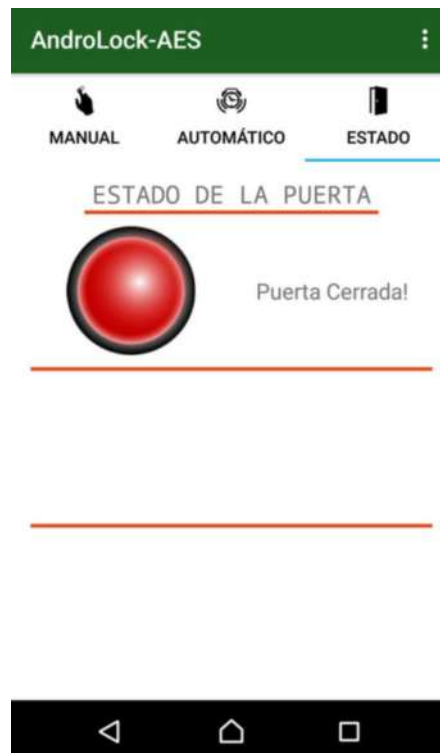 AndroLock-AES
MANUAL AUTOMÁTICO ESTADO
ESTADO DE LA PUERTA
Puerta Cerrada!